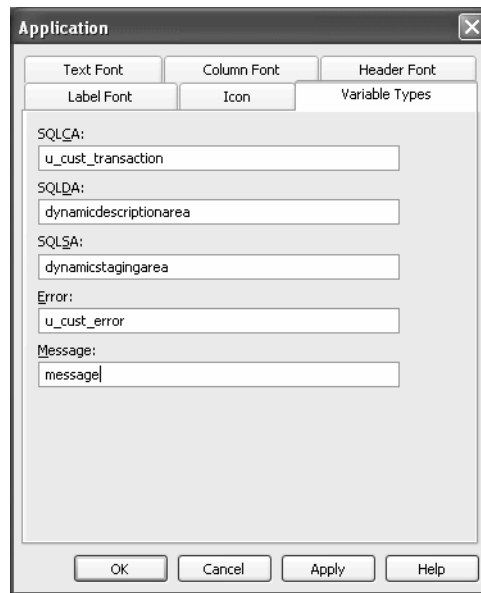 Application
Text Font Column Font Header Font
Label Font Icon Variable Types
SQLCA:
u_cust_transaction
SQLDA:
dynamicdescriptionarea
SQLSA:
dynamicstagingarea
Error:
u_cust_error
Message:
message
OK Cancel Apply Help